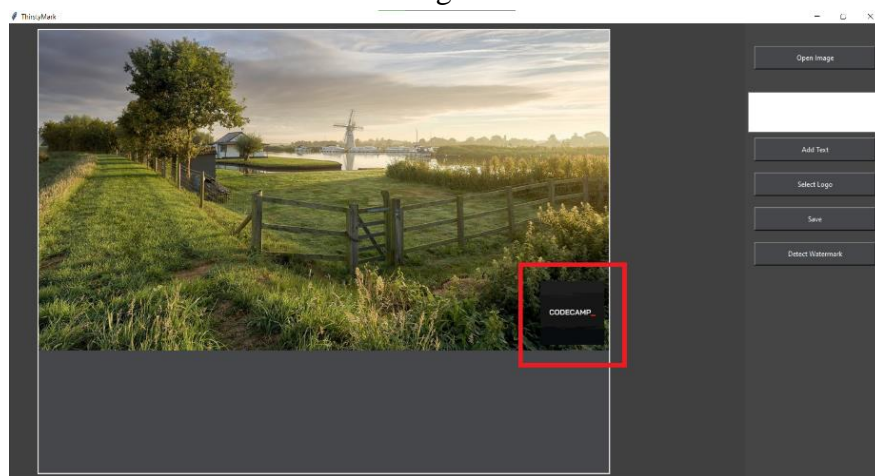 ThirstyMark
Open Image
Add Text
Select Logo
Save
Detect Watermark
CODECAMP_